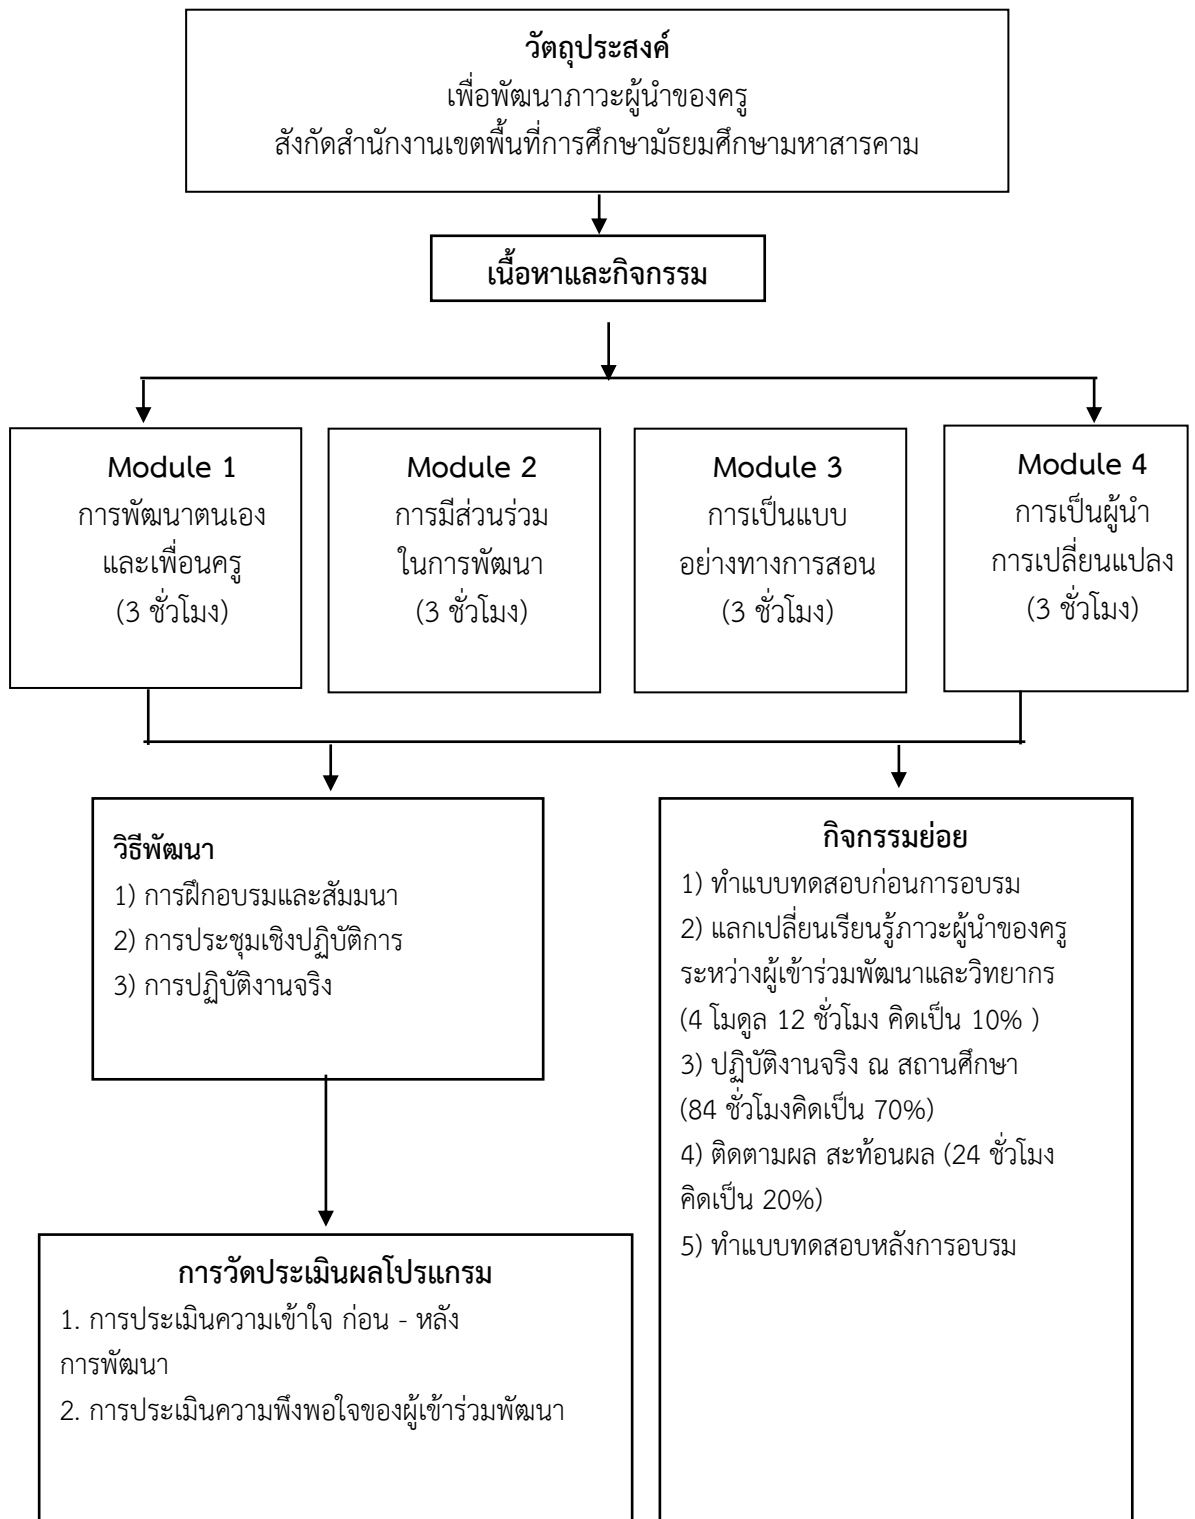 วัตถุประสงค์
เพื่อพัฒนาภาวะผู้นำของครู
สังกัดสำนักงานเขตพื้นที่การศึกษามัธยมศึกษามหาสารคาม
เนื้อหาและกิจกรรม
Module 1
การพัฒนาตนเอง
และเพื่อนครู
(3 ชั่วโมง)
Module 2
การมีส่วนร่วม
ในการพัฒนา
(3 ชั่วโมง)
Module 3
การเป็นแบบ
อย่างทางการสอน
(3 ชั่วโมง)
Module 4
การเป็นผู้นำ
การเปลี่ยนแปลง
(3 ชั่วโมง)
วิธีพัฒนา
1) การฝึกอบรมและสัมมนา
2) การประชุมเชิงปฏิบัติการ
3) การปฏิบัติงานจริง
กิจกรรมย่อย
1) ทำแบบทดสอบก่อนการอบรม
2) แลกเปลี่ยนเรียนรู้ภาวะผู้นำของครู
ระหว่างผู้เข้าร่วมพัฒนาและวิทยากร
(4 โมดูล 12 ชั่วโมง คิดเป็น 10% )
3) ปฏิบัติงานจริง ณ สถานศึกษา
(84 ชั่วโมงคิดเป็น 70%)
4) ติดตามผล สะท้อนผล (24 ชั่วโมง
คิดเป็น 20%)
5) ทำแบบทดสอบหลังการอบรม
การวัดประเมินผลโปรแกรม
1. การประเมินความเข้าใจ ก่อน - หลัง
การพัฒนา
2. การประเมินความพึงพอใจของผู้เข้าร่วมพัฒนา